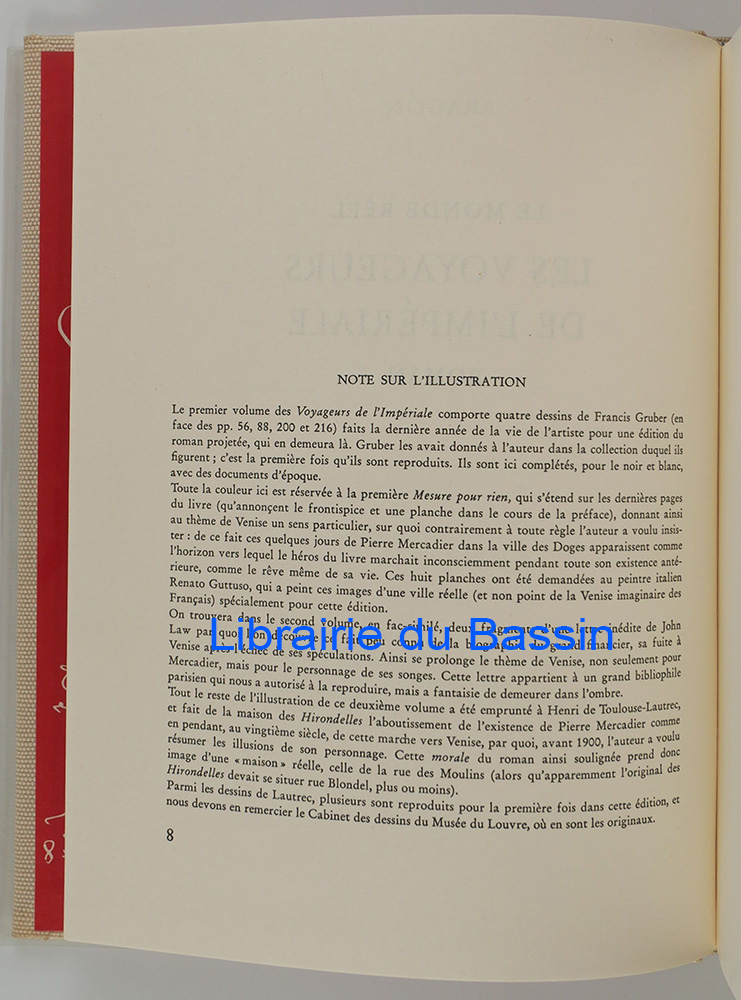 NOTE SUR L'ILLUSTRATION
Le premier volume des Voyageurs de l'Impériale comporte quatre dessins de Francis Gruber (en
face des pp. 56, 88, 200 et 216) faits la dernière année de la vie de l'artiste pour une édition du
roman projetée, qui en demeura là. Gruber les avait donnés à l'auteur dans la collection duquel ils
figurent ; c'est la première fois qu'ils sont reproduits. Ils sont ici complétés, pour le noir et blanc,
avec des documents d'époque.
Toute la couleur ici est réservée à la première Mesure pour rien, qui s'étend sur les dernières pages
du livre (qu'annonçent le frontispice et une planche dans le cours de la préface), donnant ainsi
au thème de Venise un sens particulier, sur quoi contrairement à toute règle l'auteur a voulu insis-
ter : de ce fait ces quelques jours de Pierre Mercadier dans la ville des Doges apparaissent comme
l'horizon vers lequel le héros du livre marchait inconsciemment pendant toute son existence anté-
rieure, comme le rêve même de sa vie. Ces huit planches ont été demandées au peintre italien
Renato Guttuso, qui a peint ces images d'une ville réelle (et non point de la Venise imaginaire des
Français) spécialement pour cette édition.
On trouvera dans le second volume, en fac-similé, deux fragments d'une lettre inédite de John
Law par quoi l'on découvre ce fait peu connu de la biographie du grand financier, sa fuite à
Venise après l'échec de ses spéculations. Ainsi se prolonge le thème de Venise, non seulement pour
Mercadier, mais pour le personnage de ses songes. Cette lettre appartient à un grand bibliophile
parisien qui nous a autorisé à la reproduire, mais a fantaisie de demeurer dans l'ombre.
Tout le reste de l'illustration de ce deuxième volume a été emprunté à Henri de Toulouse-Lautrec,
et fait de la maison des Hirondelles l'aboutissement de l'existence de Pierre Mercadier comme
en pendant, au vingtième siècle, de cette marche vers Venise, par quoi, avant 1900, l'auteur a voulu
résumer les illusions de son personnage. Cette morale du roman ainsi soulignée prend donc
image d'une « maison » réelle, celle de la rue des Moulins (alors qu'apparemment l'original des
Hirondelles devait se situer rue Blondel, plus ou moins).
Parmi les dessins de Lautrec, plusieurs sont reproduits pour la première fois dans cette édition, et
nous devons en remercier le Cabinet des dessins du Musée du Louvre, où en sont les originaux.
8
Librairie du Bassin